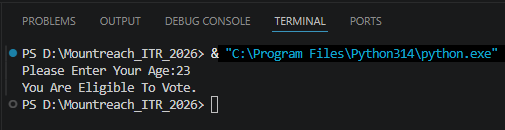 PROBLEMS OUTPUT DEBUG CONSOLE TERMINAL PORTS
PS D:\Mountreach_ITR_2026> & "C:\Program Files\Python314\python.exe"
Please Enter Your Age:23
You Are Eligible To Vote.
PS D:\Mountreach_ITR_2026>